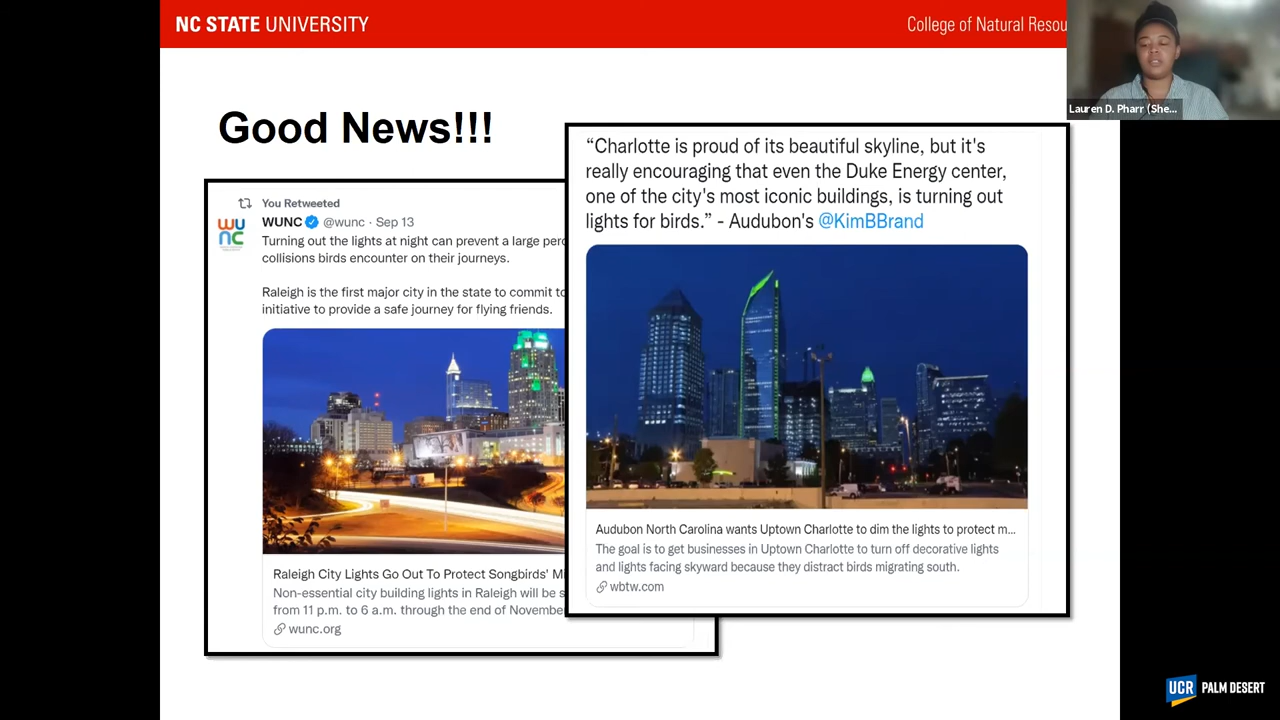 NC STATE UNIVERSITY
College of Natural Resou
Lauren D. Pharr (She...
Good News!!!
You Retweeted
WUNC @wunc · Sep 13
Turning out the lights at night can prevent a large perc
collisions birds encounter on their journeys.
Raleigh is the first major city in the state to commit to
initiative to provide a safe journey for flying friends.
Raleigh City Lights Go Out To Protect Songbirds' Mi
Non-essential city building lights in Raleigh will be s
from 11 p.m. to 6 a.m. through the end of November
wunc.org
“Charlotte is proud of its beautiful skyline, but it's
really encouraging that even the Duke Energy center,
one of the city's most iconic buildings, is turning out
lights for birds.” - Audubon's @KimBBrand
Audubon North Carolina wants Uptown Charlotte to dim the lights to protect m...
The goal is to get businesses in Uptown Charlotte to turn off decorative lights
and lights facing skyward because they distract birds migrating south.
wbtw.com
UCR PALM DESERT